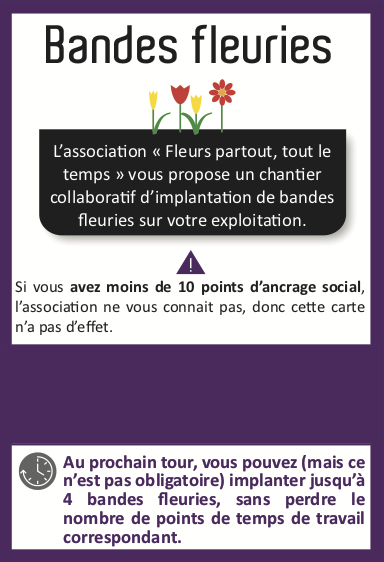 Bandes fleuries
L'association « Fleurs partout, tout le
temps » vous propose un chantier
collaboratif d'implantation de bandes
fleuries sur votre exploitation.
!
Si vous avez moins de 10 points d'ancrage social,
l'association ne vous connait pas, donc cette carte
n'a pas d'effet.
Au prochain tour, vous pouvez (mais ce
n'est pas obligatoire) implanter jusqu'à
4 bandes fleuries, sans perdre le
nombre de points de temps de travail
correspondant.